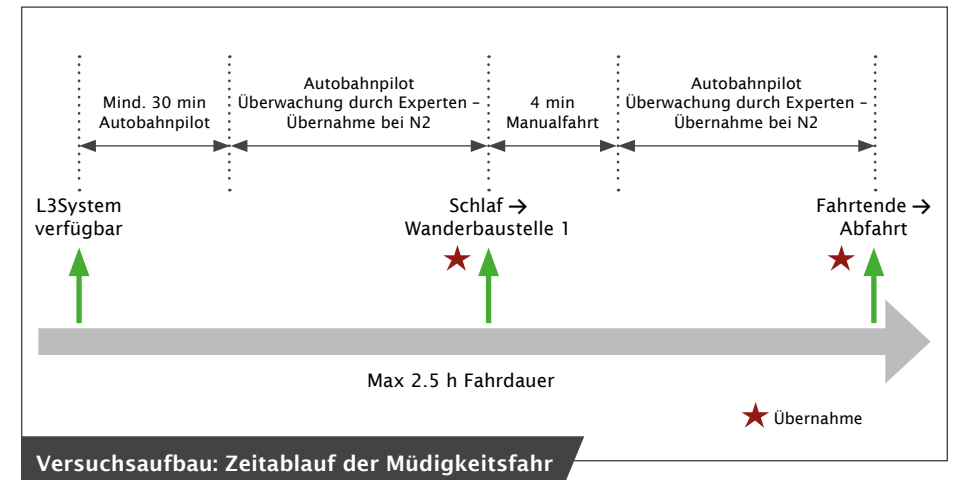 Mind. 30 min
Autobahnpilot
Autobahnpilot
Überwachung durch Experten –
Übernahme bei N2
4 min
Manualfahrt
Autobahnpilot
Überwachung durch Experten –
Übernahme bei N2
L3System
verfügbar
Schlaf →
Wanderbaustelle 1
Fahrtende →
Abfahrt
Max 2.5 h Fahrdauer
Übernahme
Versuchsaufbau: Zeitablauf der Müdigkeitsfahr